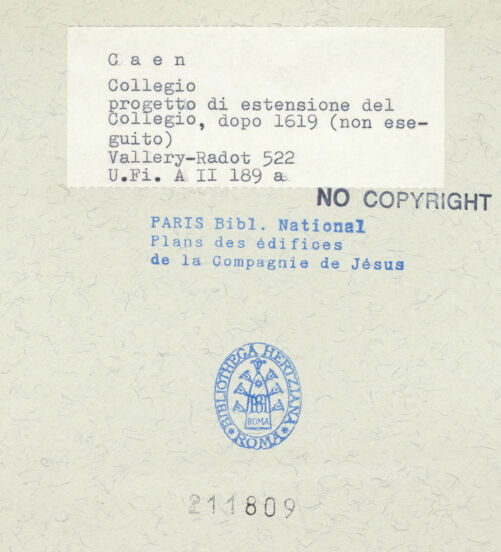 C a e n
Collegio
progetto di estensione del
Collegio, dopo 1619 (non ese-
guito)
Vallery-Radot 522
U.Fi. A II 189 a
NO COPYRIGHT
PARIS Bibl. National
Plans des édifices
de la Compagnie de Jésus
BIBLIOTHECA HERTZIANA
ROMA
ROMA
211809